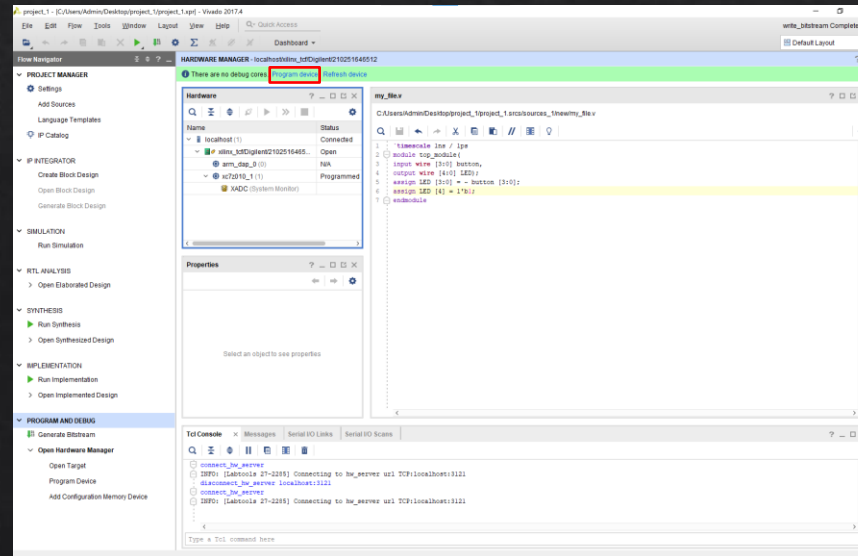 project_1 - [C:/Users/Admin/Desktop/project_1/project_1.xpr] - Vivado 2017.4
File Edit Flow Tools Window Layout View Help Quick Access
write_bitstream Complete
Dashboard
Default Layout
Flow Navigator
HARDWARE MANAGER - localhost/xilinx_tcf/Digilent/210251646512
There are no debug cores. Program device Refresh device
PROJECT MANAGER
Settings
Add Sources
Language Templates
IP Catalog
IP INTEGRATOR
Create Block Design
Open Block Design
Generate Block Design
SIMULATION
Run Simulation
RTL ANALYSIS
Open Elaborated Design
SYNTHESIS
Run Synthesis
Open Synthesized Design
IMPLEMENTATION
Run Implementation
Open Implemented Design
PROGRAM AND DEBUG
Generate Bitstream
Open Hardware Manager
Open Target
Program Device
Add Configuration Memory Device
Hardware
Name Status
localhost (1) Connected
xilinx_tcf/Digilent/2102516465... Open
arm_dap_0 (0) N/A
xc7z010_1 (1) Programmed
XADC (System Monitor)
Properties
Select an object to see properties
my_file.v
C:/Users/Admin/Desktop/project_1/project_1.srcs/sources_1/new/my_file.v
1 `timescale 1ns / 1ps
2 module top_module(
3 input wire [3:0] button,
4 output wire [4:0] LED);
5 assign LED [3:0] = ~ button [3:0];
6 assign LED [4] = 1'b1;
7 endmodule
Tcl Console Messages Serial I/O Links Serial I/O Scans
connect_hw_server
INFO: [Labtools 27-2285] Connecting to hw_server url TCP:localhost:3121
disconnect_hw_server localhost:3121
connect_hw_server
INFO: [Labtools 27-2285] Connecting to hw_server url TCP:localhost:3121
Type a Tcl command here